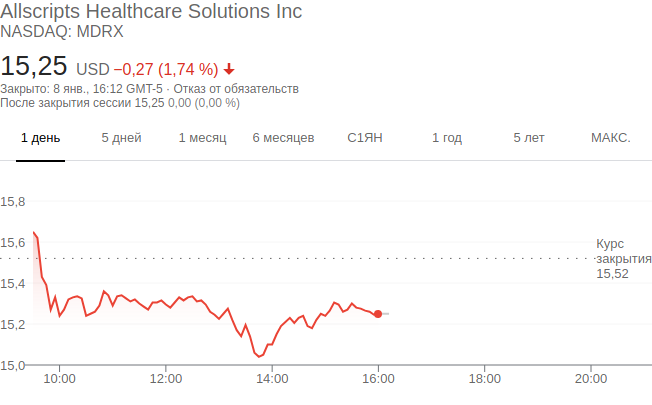 Allscripts Healthcare Solutions Inc
NASDAQ: MDRX
15,25 USD −0,27 (1,74 %)
Закрыто: 8 янв., 16:12 GMT-5 · Отказ от обязательств
После закрытия сессии 15,25 0,00 (0,00 %)
1 день 5 дней 1 месяц 6 месяцев С1ЯН 1 год 5 лет МАКС.
15,8
15,6
Курс
закрытия
15,52
15,4
15,2
15,0
10:00 12:00 14:00 16:00 18:00 20:00